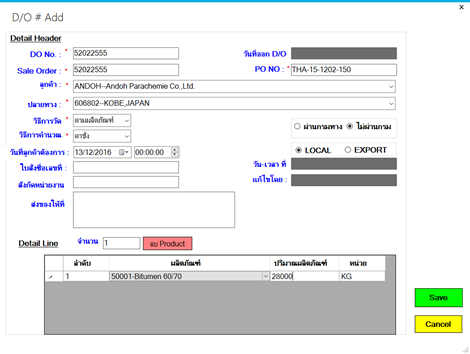 x
D/O # Add
Detail Header
DO No. : * 52022555 วันที่ออก D/O
Sale Order : * 52022555 PO NO : * THA-15-1202-150
ลูกค้า : * ANDOH--Andoh Parachemie Co.,Ltd.
ปลายทาง : * 606802--KOBE,JAPAN
วิธีการวัด * ตามผลิตภัณฑ์ ผ่านกรมทาง ไม่ผ่านกรม
วิธีการคำนวณ * ตาชั่ง
วันที่ลูกค้าต้องการ : 13/12/2016 00:00:00 LOCAL EXPORT
ใบสั่งซื้อเลขที่ : วัน-เวลา ที่
สังกัดหน่วยงาน แก้ไขโดย :
ส่งของให้ที่
Detail Line จำนวน 1 ลบ Product
ลำดับ ผลิตภัณฑ์ ปริมาณผลิตภัณฑ์ หน่วย
1 50001-Bitumen 60/70 28000 KG
Save
Cancel